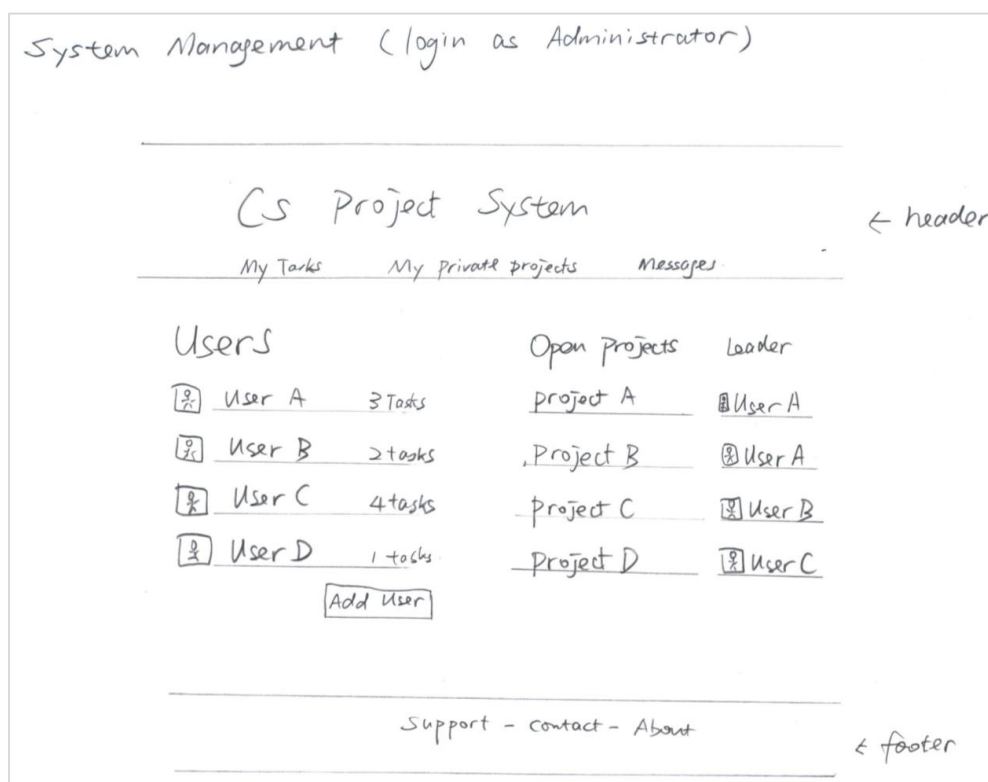 System Management (login as Administrator)
Cs Project System
← header
My Tasks My private projects Messages
Users Open Projects Leader
User A 3 Tasks project A User A
User B 2 tasks Project B User A
User C 4 tasks project C User B
User D 1 tasks Project D User C
Add User
Support - Contact - About
← footer